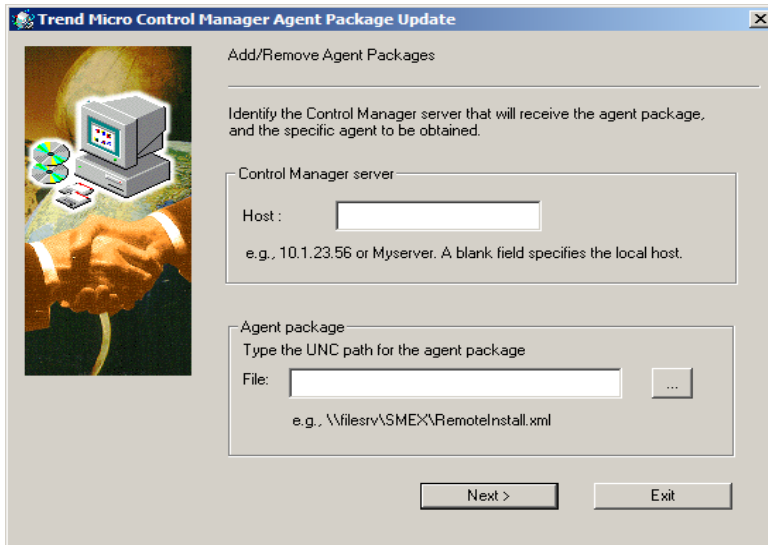 Trend Micro Control Manager Agent Package Update
Add/Remove Agent Packages
Identify the Control Manager server that will receive the agent package,
and the specific agent to be obtained.
Control Manager server
Host :
e.g., 10.1.23.56 or Myserver. A blank field specifies the local host.
Agent package
Type the UNC path for the agent package
File:
...
e.g., \\filesrv\SMEX\RemoteInstall.xml
Next >
Exit